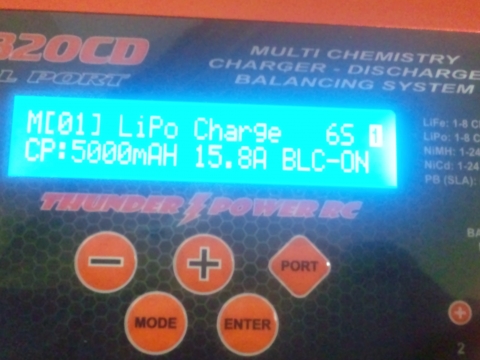 820CD
L PORT
MULTI CHEMISTRY
CHARGER - DISCHARGE
BALANCING SYSTEM
M[01] LiPo Charge 6S 1
CP:5000mAH 15.8A BLC-ON
LiFe: 1-8 C
LiPo: 1-8 C
NiMH: 1-24
NiCd: 1-24
PB (SLA):
THUNDER POWER RC
BA
PORT
MODE
ENTER
2